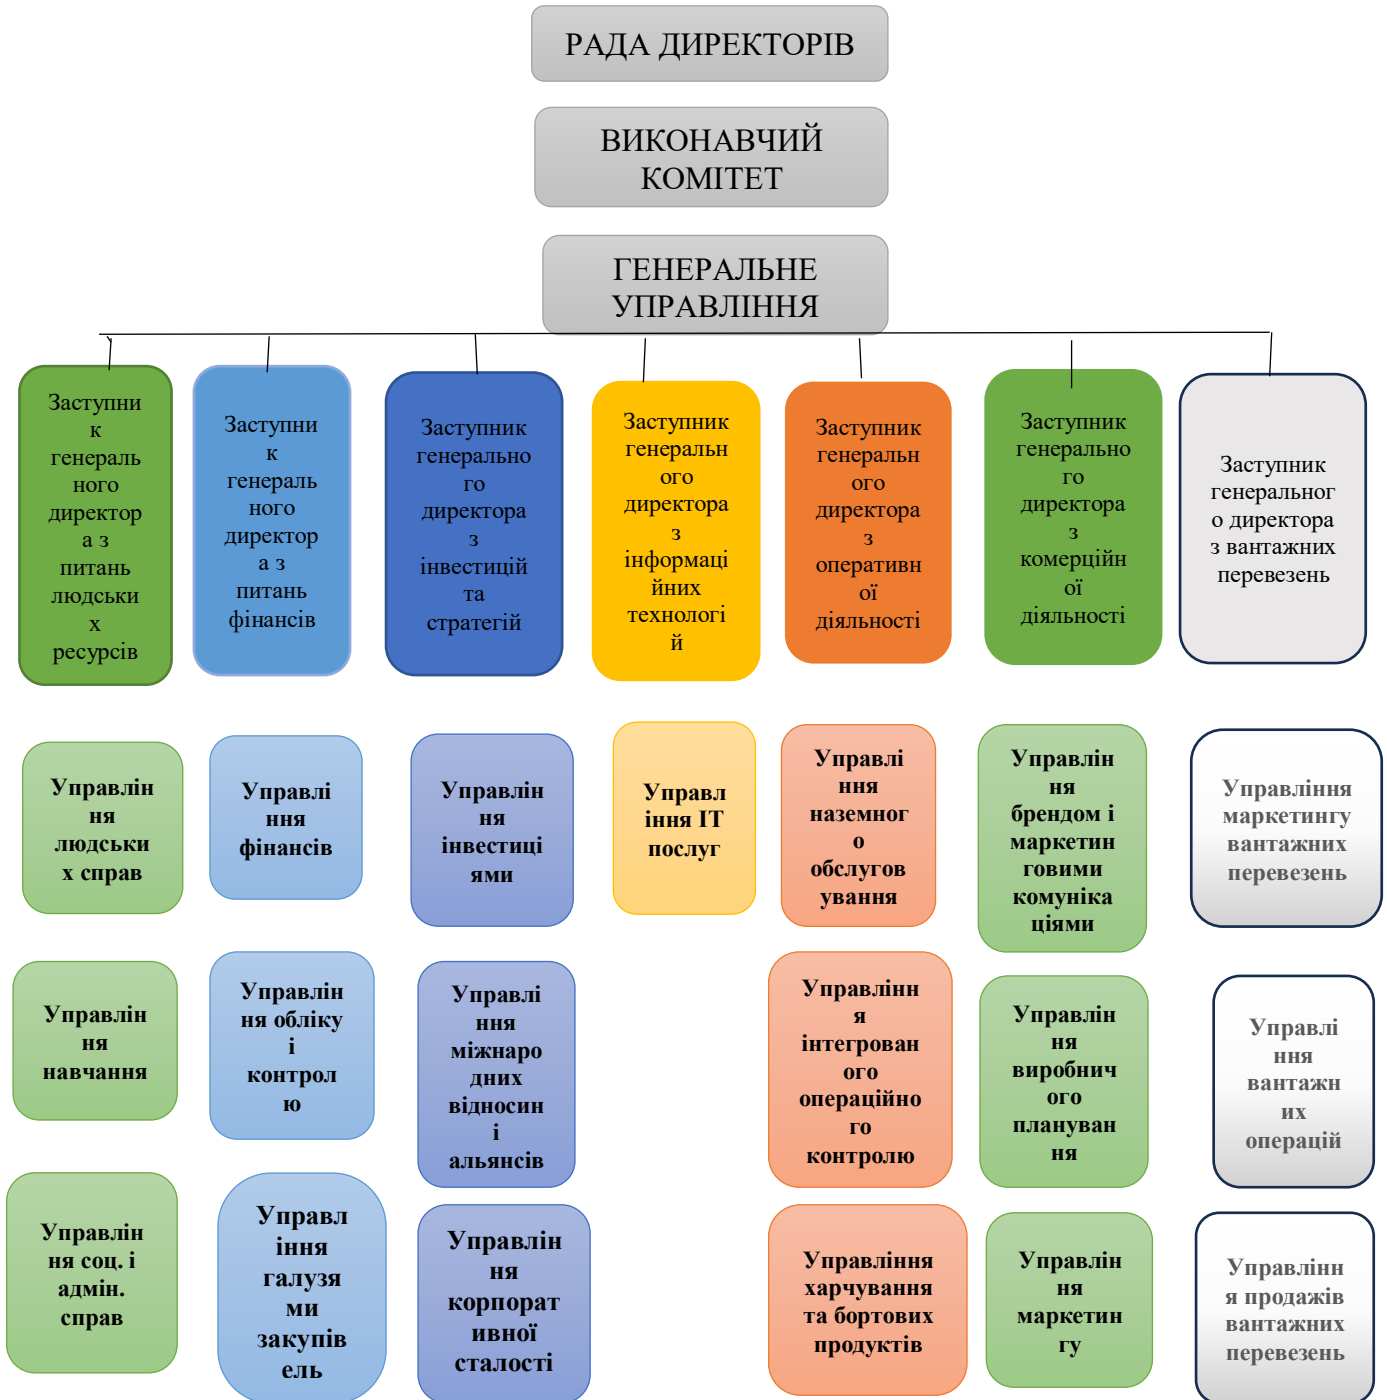 РАДА ДИРЕКТОРІВ
ВИКОНАВЧИЙ
КОМІТЕТ
ГЕНЕРАЛЬНЕ
УПРАВЛІННЯ
Заступни
к
генераль
ного
директор
а з
питань
людськи
х
ресурсів
Заступни
к
генераль
ного
директор
а з
питань
фінансів
Заступник
генерально
го
директора
з
інвестицій
та
стратегій
Заступник
генеральн
ого
директора
з
інформаці
йних
технологі
й
Заступник
генеральн
ого
директора
з
оперативн
ої
діяльності
Заступник
генерально
го
директора
з
комерційн
ої
діяльності
Заступник
генеральног
о директора
з вантажних
перевезень
Управлін
ня
людськи
х справ
Управлі
ння
фінансів
Управлін
ня
інвестиці
ями
Управл
іння ІТ
послуг
Управлі
ння
наземног
о
обслугов
ування
Управлін
ня
брендом і
маркетин
говими
комуніка
ціями
Управління
маркетингу
вантажних
перевезень
Управлін
ня
навчання
Управлін
ня обліку
і
контрол
ю
Управлі
ння
міжнаро
дних
відносин
і
альянсів
Управлінн
я
інтегрован
ого
операційно
го
контролю
Управлін
ня
виробнич
ого
плануван
ня
Управлі
ння
вантажн
их
операцій
Управлін
ня соц. і
адмін.
справ
Управл
іння
галузя
ми
закупів
ель
Управлін
ня
корпорат
ивної
сталості
Управління
харчування
та бортових
продуктів
Управлін
ня
маркетин
гу
Управлінн
я продажів
вантажних
перевезень